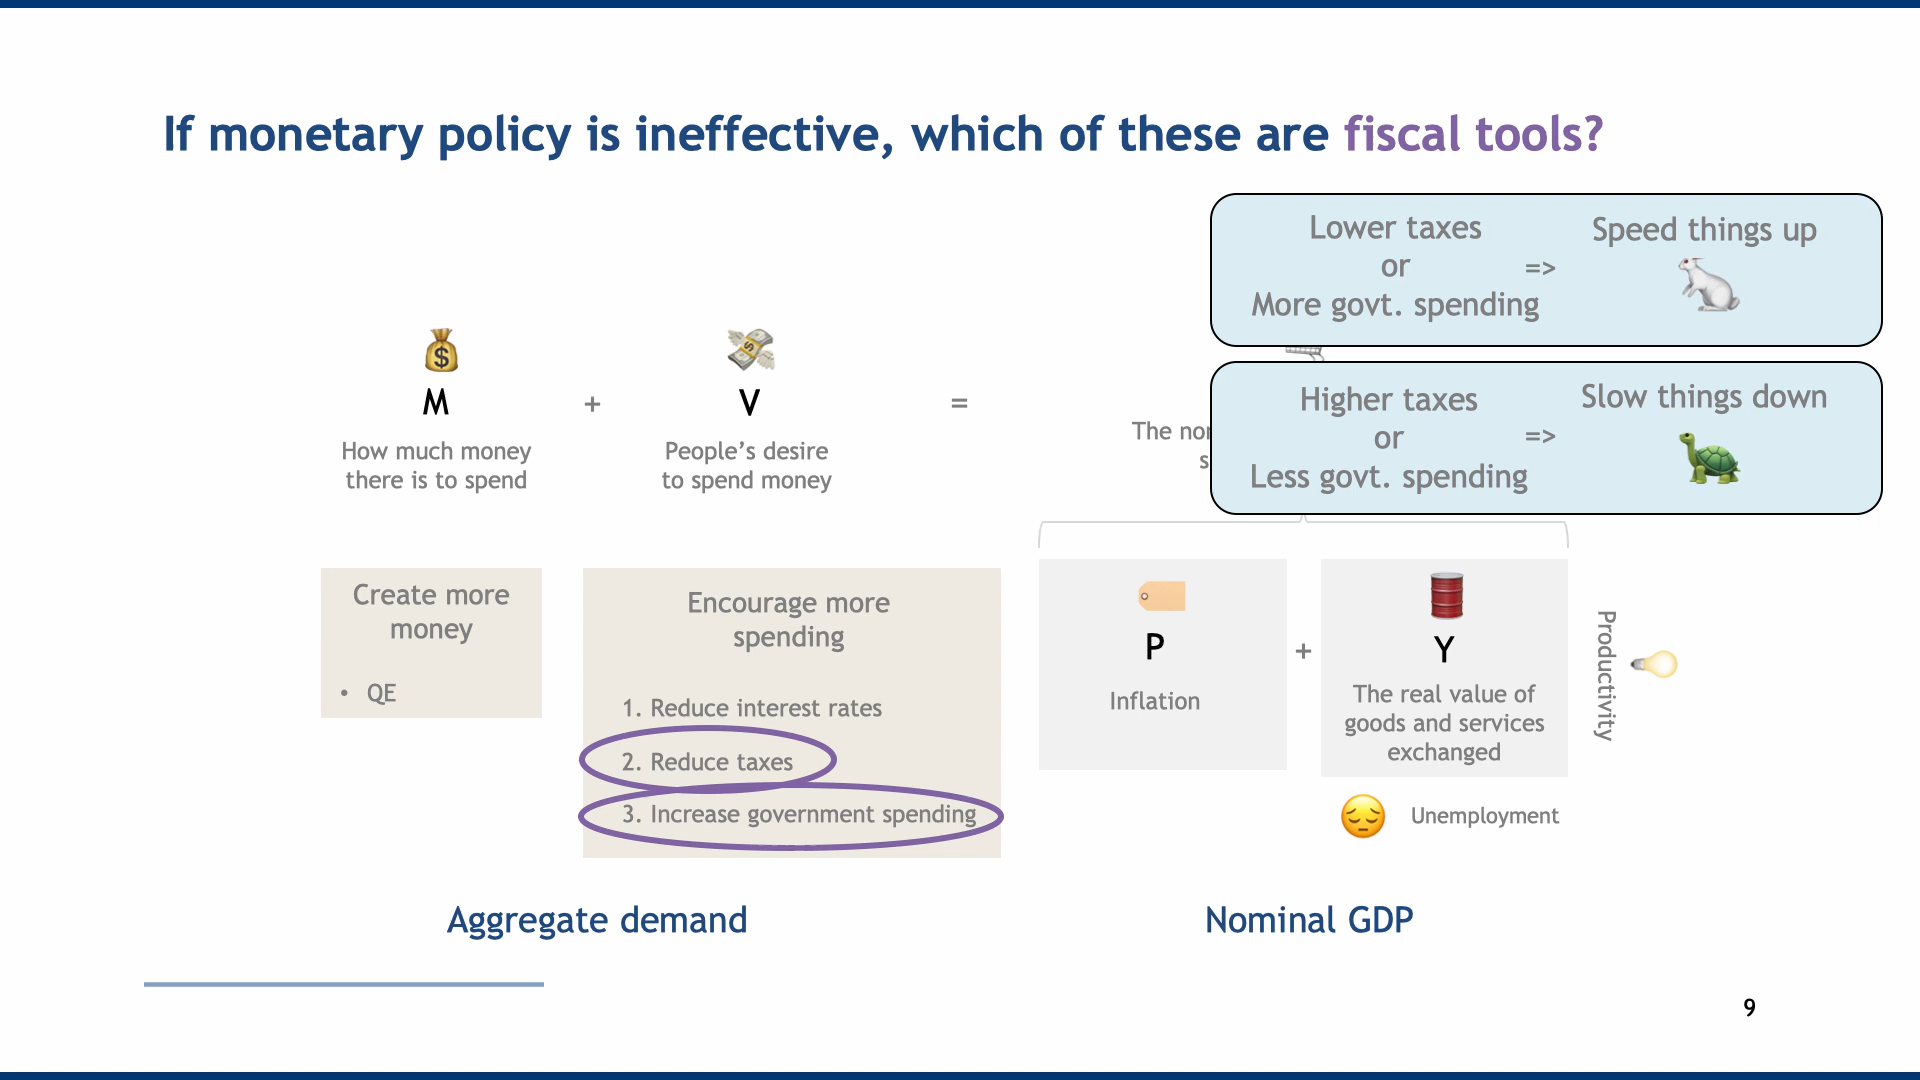 If monetary policy is ineffective, which of these are fiscal tools?
Lower taxes
or
More govt. spending
=>
Speed things up
Higher taxes
or
Less govt. spending
=>
Slow things down
M
+
V
=
How much money
there is to spend
People’s desire
to spend money
The
Create more
money
• QE
Encourage more
spending
1. Reduce interest rates
2. Reduce taxes
3. Increase government spending
P
Inflation
+
Y
The real value of
goods and services
exchanged
Productivity
Unemployment
Aggregate demand
Nominal GDP
9